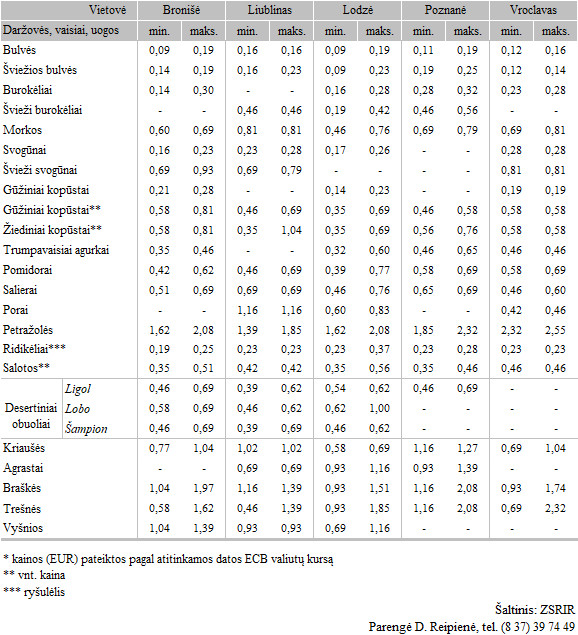 Vietovė Bronišė Liublinas Lodzė Poznanė Vroclavas
Daržovės, vaisiai, uogos min. maks. min. maks. min. maks. min. maks. min. maks.
Bulvės 0,09 0,19 0,16 0,16 0,09 0,19 0,11 0,19 0,12 0,16
Šviežios bulvės 0,14 0,19 0,16 0,23 0,09 0,23 0,19 0,25 0,12 0,14
Burokėliai 0,14 0,30 - - 0,16 0,28 0,28 0,32 0,23 0,28
Švieži burokėliai - - 0,46 0,46 0,19 0,42 0,46 0,56 - -
Morkos 0,60 0,69 0,81 0,81 0,46 0,76 0,69 0,79 0,69 0,81
Svogūnai 0,16 0,23 0,23 0,28 0,17 0,26 - - 0,28 0,28
Švieži svogūnai 0,69 0,93 0,69 0,79 - - - - 0,81 0,81
Gūžiniai kopūstai 0,21 0,28 - - 0,14 0,23 - - 0,19 0,19
Gūžiniai kopūstai** 0,58 0,81 0,46 0,69 0,35 0,69 0,46 0,58 0,58 0,58
Žiediniai kopūstai** 0,58 0,81 0,35 1,04 0,35 0,69 0,56 0,76 0,58 0,58
Trumpavaisiai agurkai 0,35 0,46 - - 0,32 0,60 0,46 0,65 0,46 0,46
Pomidorai 0,42 0,62 0,46 0,69 0,39 0,77 0,58 0,69 0,58 0,69
Salierai 0,51 0,69 0,69 0,69 0,46 0,76 0,65 0,69 0,46 0,60
Porai - - 1,16 1,16 0,60 0,83 - - 0,42 0,46
Petražolės 1,62 2,08 1,39 1,85 1,62 2,08 1,85 2,32 2,32 2,55
Ridikėliai*** 0,19 0,25 0,23 0,23 0,23 0,37 0,23 0,28 0,23 0,23
Salotos** 0,35 0,51 0,42 0,42 0,35 0,56 0,35 0,46 0,46 0,46
Desertiniai obuoliai Ligol 0,46 0,69 0,39 0,62 0,54 0,62 0,46 0,69 - -
Lobo 0,58 0,69 0,46 0,62 0,62 1,00 - - - -
Šampion 0,46 0,69 0,39 0,69 0,46 0,62 - - - -
Kriaušės 0,77 1,04 1,02 1,02 0,58 0,69 1,16 1,27 0,69 1,04
Agrastai - - 0,69 0,69 0,93 1,16 0,93 1,39 - -
Braškės 1,04 1,97 1,16 1,39 0,93 1,51 1,16 2,08 0,93 1,74
Trešnės 0,58 1,62 0,46 1,39 0,93 1,85 1,16 2,08 0,69 2,32
Vyšnios 1,04 1,39 0,93 0,93 0,69 1,16 - - - -
* kainos (EUR) pateiktos pagal atitinkamos datos ECB valiutų kursą
** vnt. kaina
*** ryšulėlis
Šaltinis: ZSRIR
Parengė D. Reipienė, tel. (8 37) 39 74 49